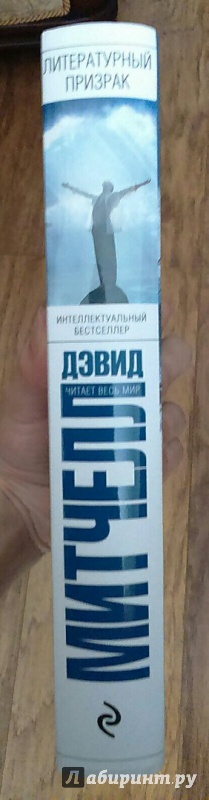 ЛИТЕРАТУРНЫЙ
ПРИЗРАК
ИНТЕЛЛЕКТУАЛЬНЫЙ
БЕСТСЕЛЛЕР
ДЭВИД
ЧИТАЕТ ВЕСЬ МИР
МИТЧЕЛЛ
Лабиринт.ру